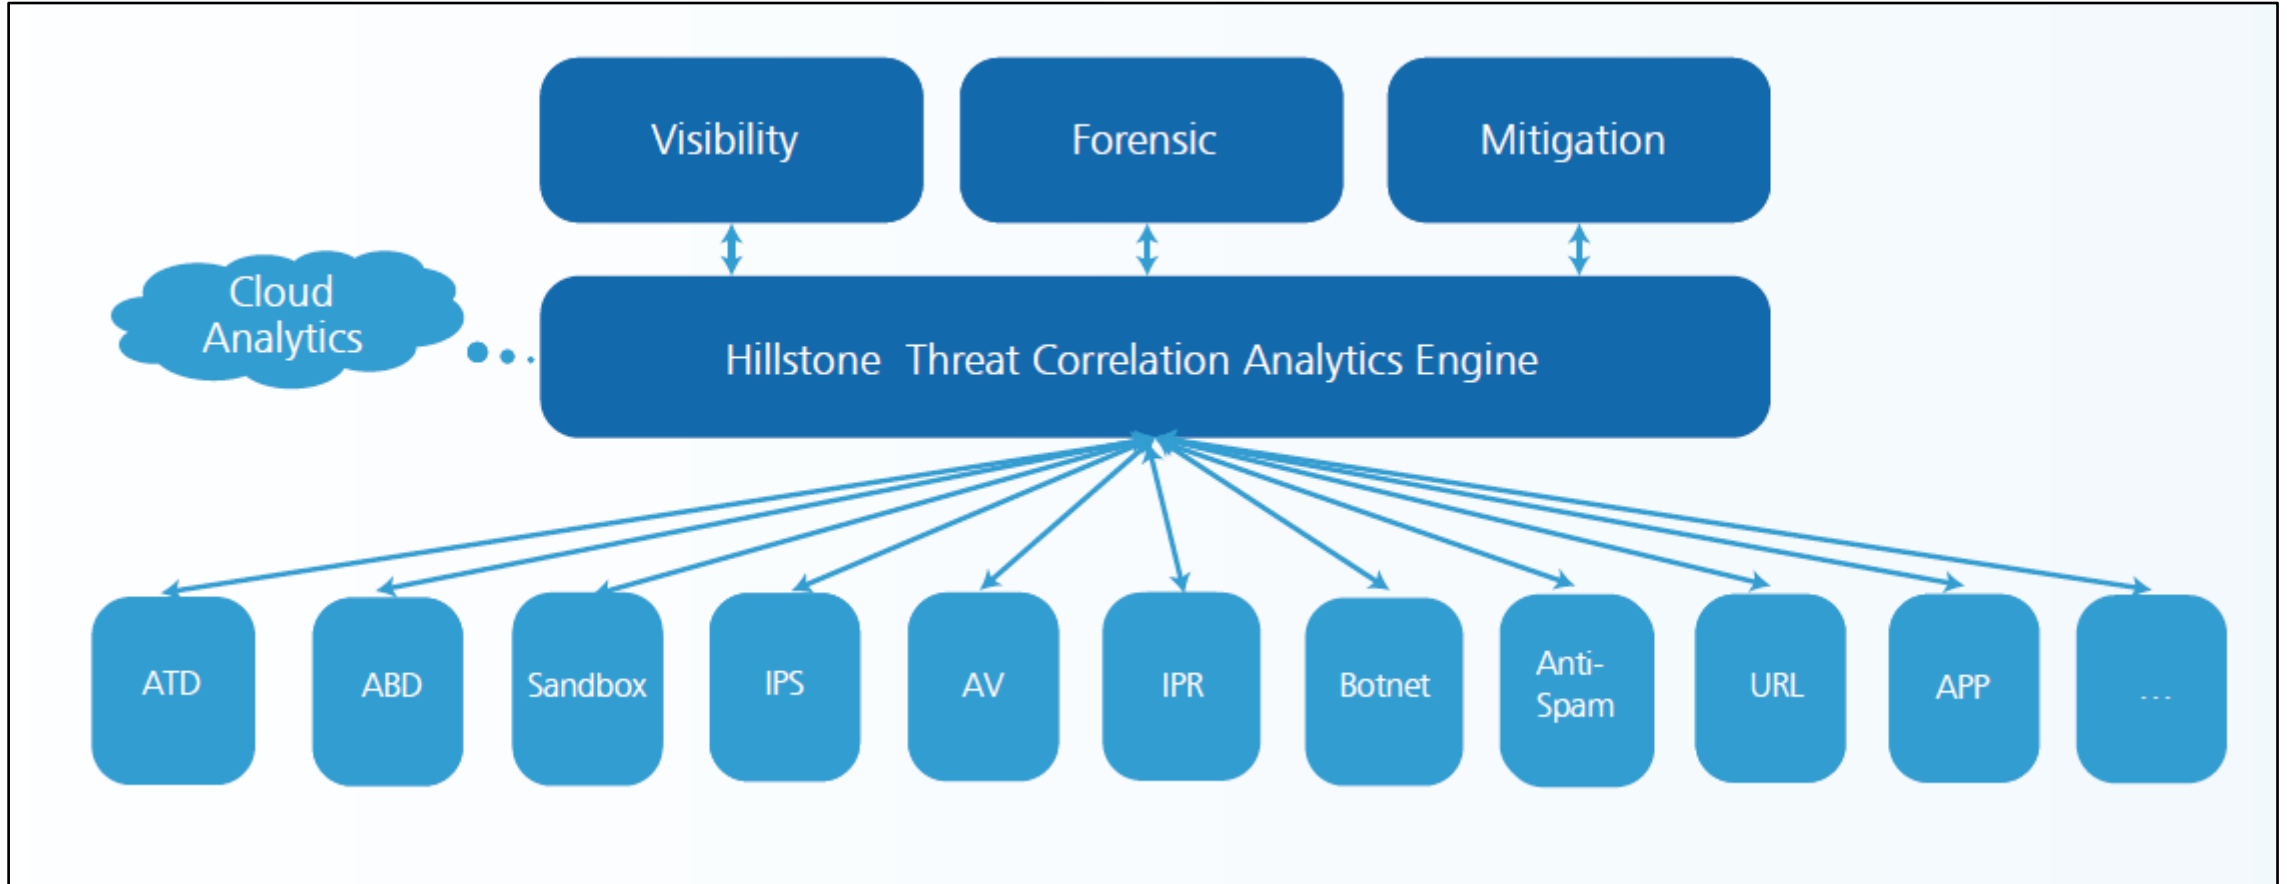 Visibility
Forensic
Mitigation
Cloud
Analytics
Hillstone  Threat Correlation Analytics Engine
ATD
ABD
Sandbox
IPS
AV
IPR
Botnet
Anti-
Spam
URL
APP
...